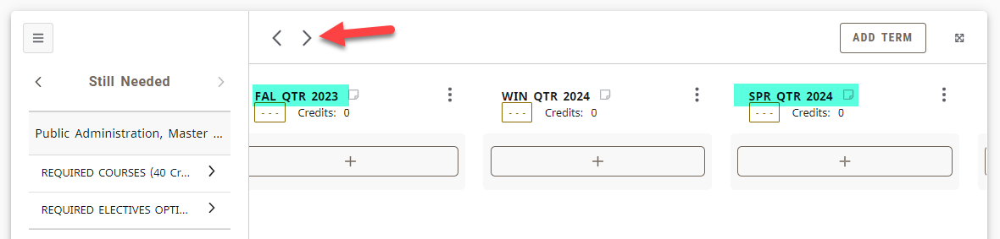 ADD TERM
Still Needed
FAL QTR 2023
WIN QTR 2024
SPR QTR 2024
--- Credits: 0
--- Credits: 0
--- Credits: 0
Public Administration, Master ...
REQUIRED COURSES (40 Cr...
REQUIRED ELECTIVES OPTI...